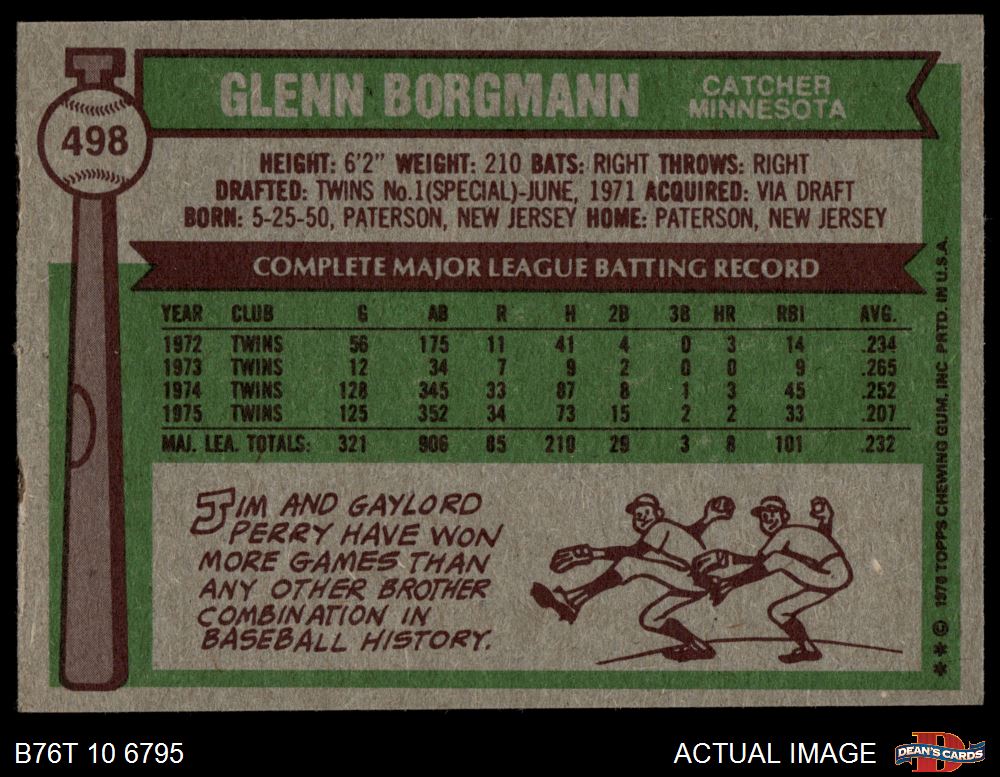 498
GLENN BORGMANN
CATCHER
MINNESOTA
HEIGHT: 6'2" WEIGHT: 210 BATS: RIGHT THROWS: RIGHT
DRAFTED: TWINS No.1(SPECIAL)-JUNE, 1971 ACQUIRED: VIA DRAFT
BORN: 5-25-50, PATERSON, NEW JERSEY HOME: PATERSON, NEW JERSEY
COMPLETE MAJOR LEAGUE BATTING RECORD
YEAR CLUB G AB R H 2B 3B HR RBI AVG.
1972 TWINS 56 175 11 41 4 0 3 14 .234
1973 TWINS 12 34 7 9 2 0 0 0 .265
1974 TWINS 128 345 33 87 8 1 3 45 .252
1975 TWINS 125 352 34 73 15 2 2 33 .207
MAJ. LEA. TOTALS: 321 906 85 210 29 3 8 101 .232
JIM AND GAYLORD
PERRY HAVE WON
MORE GAMES THAN
ANY OTHER BROTHER
COMBINATION IN
BASEBALL HISTORY.
** © 1976 TOPPS CHEWING GUM, INC PRTD. IN U.S.A.
B76T 10 6795
ACTUAL IMAGE
DEAN'S CARDS